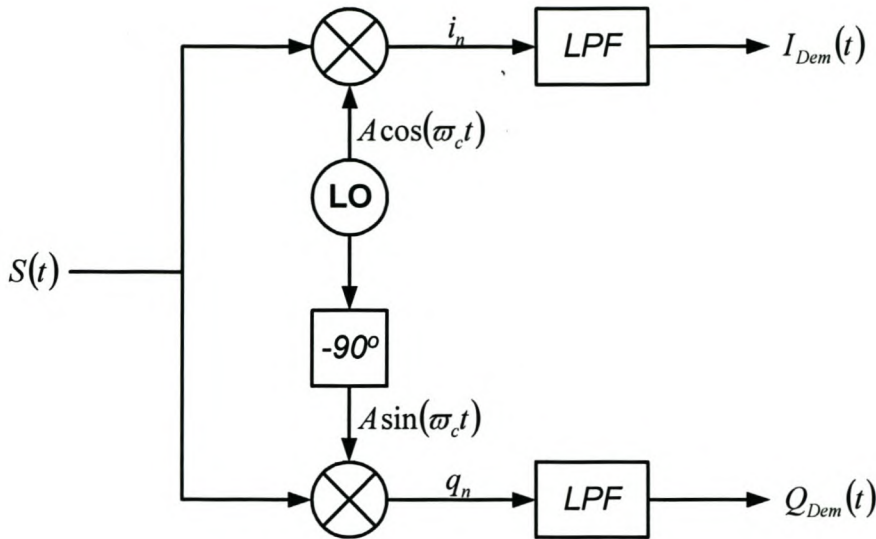 i_n
LPF
I_Dem(t)
A cos(ϖ_c t)
LO
S(t)
-90°
A sin(ϖ_c t)
q_n
LPF
Q_Dem(t)